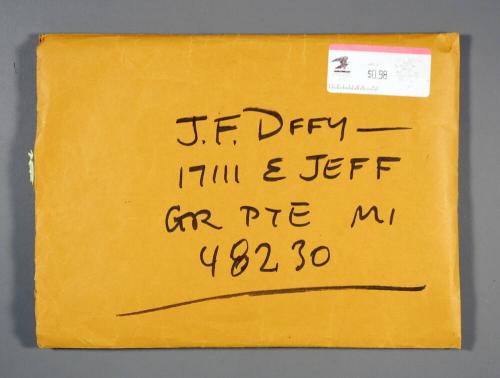 $0.98
J.F. DFFY —
17111 E JEFF
GR PTE MI
48230